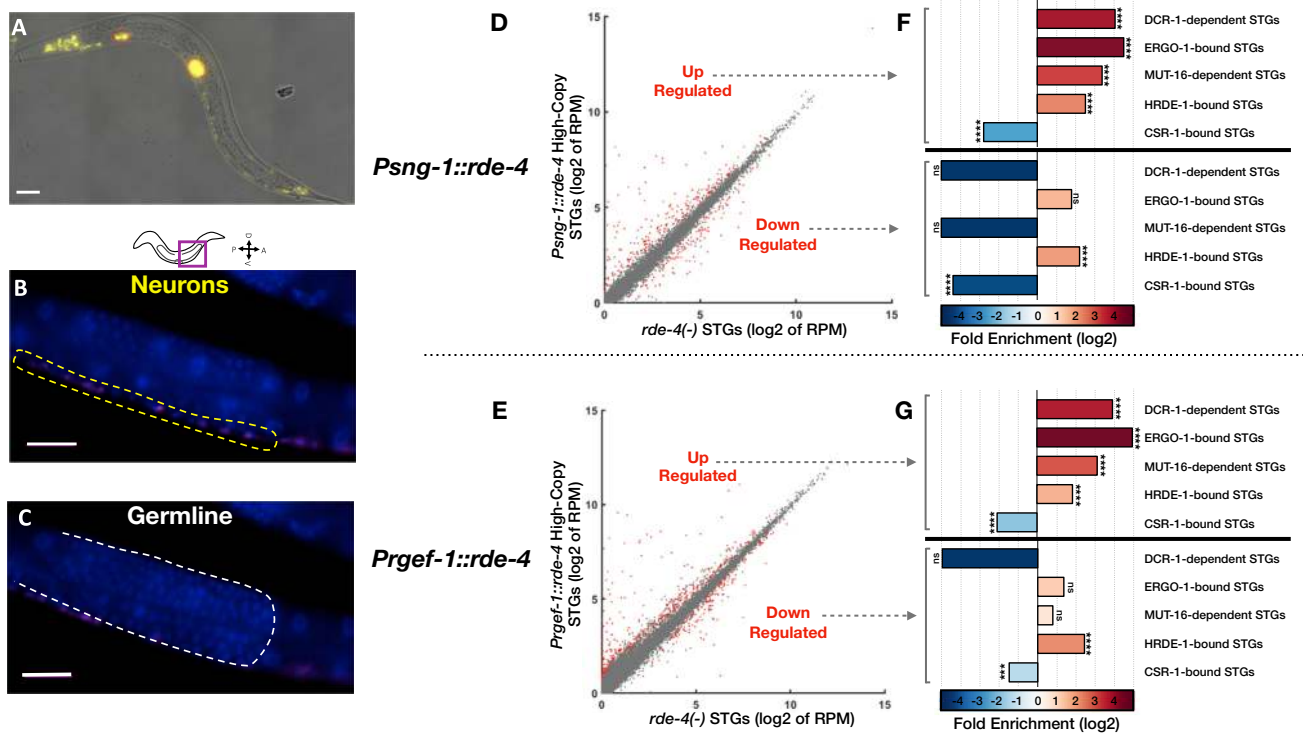 A
D
P
A
V
B
Neurons
C
Germline
Psng-1::rde-4
Prgef-1::rde-4
D
15
10
5
0
0
5
10
15
Psng-1::rde-4 High-Copy
STGs (log2 of RPM)
rde-4(-) STGs (log2 of RPM)
Up
Regulated
Down
Regulated
F
**** DCR-1-dependent STGs
**** ERGO-1-bound STGs
**** MUT-16-dependent STGs
**** HRDE-1-bound STGs
**** CSR-1-bound STGs
ns DCR-1-dependent STGs
ns ERGO-1-bound STGs
ns MUT-16-dependent STGs
**** HRDE-1-bound STGs
**** CSR-1-bound STGs
-4 -3 -2 -1 0 1 2 3 4
Fold Enrichment (log2)
E
15
10
5
0
0
5
10
15
Prgef-1::rde-4 High-Copy
STGs (log2 of RPM)
rde-4(-) STGs (log2 of RPM)
Up
Regulated
Down
Regulated
G
**** DCR-1-dependent STGs
**** ERGO-1-bound STGs
**** MUT-16-dependent STGs
**** HRDE-1-bound STGs
**** CSR-1-bound STGs
ns DCR-1-dependent STGs
ns ERGO-1-bound STGs
ns MUT-16-dependent STGs
**** HRDE-1-bound STGs
*** CSR-1-bound STGs
-4 -3 -2 -1 0 1 2 3 4
Fold Enrichment (log2)